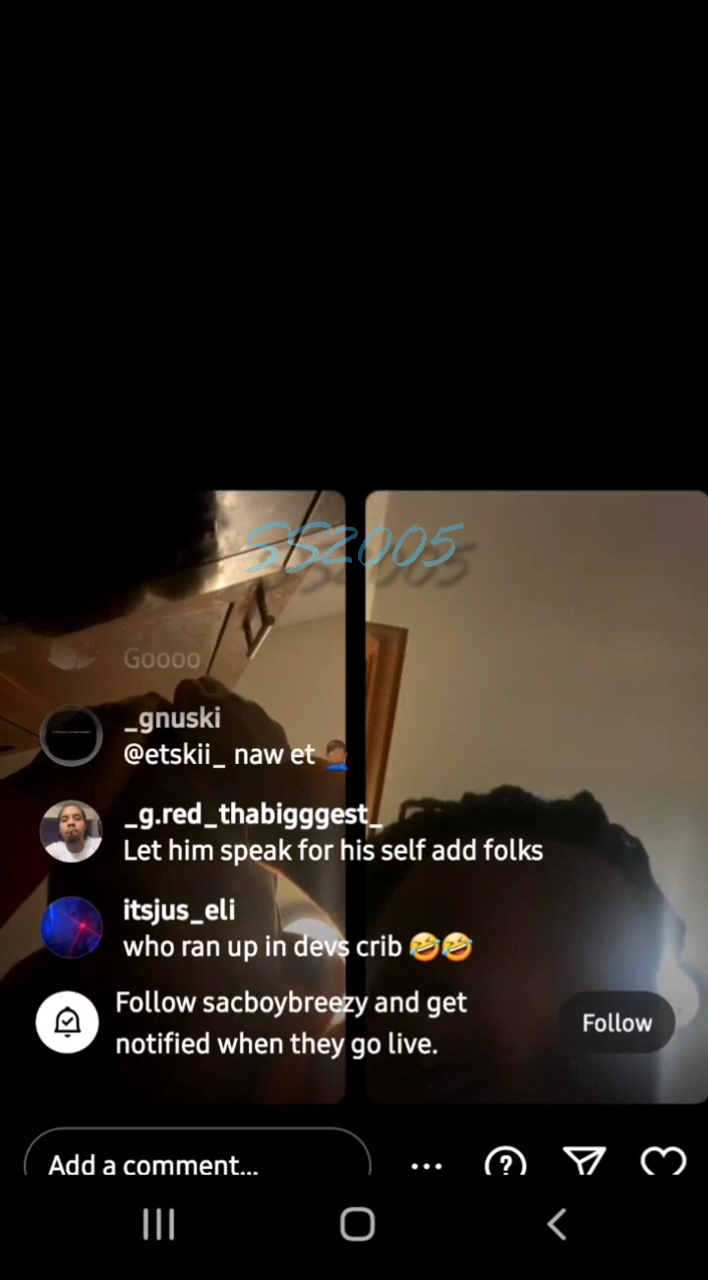 SS2005
Goooo
_gnuski
@etskii_ naw et 🤦🏾‍♂️
_g.red_thabigggest_
Let him speak for his self add folks
itsjus_eli
who ran up in devs crib 🤣🤣
Follow sacboybreezy and get
notified when they go live.
Follow
Add a comment...